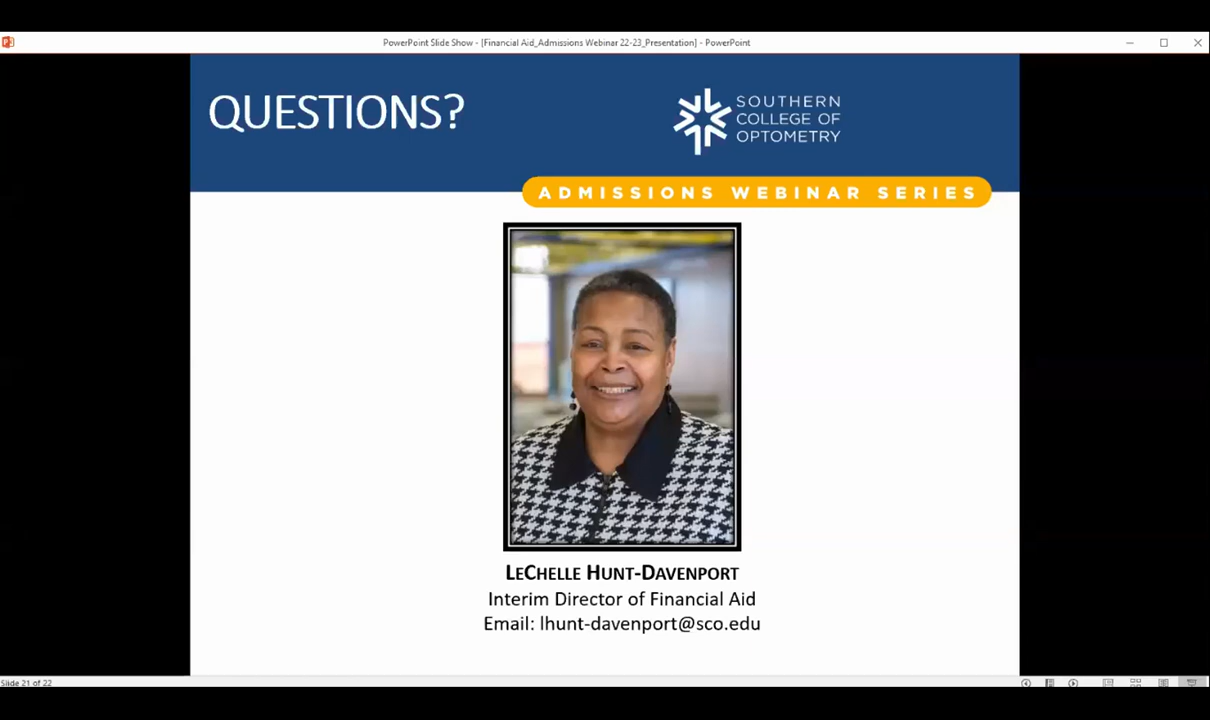 PowerPoint Slide Show - [Financial Aid_Admissions Webinar 22-23_Presentation] - PowerPoint
QUESTIONS?
SOUTHERN
COLLEGE OF
OPTOMETRY
ADMISSIONS WEBINAR SERIES
LECHELLE HUNT-DAVENPORT
Interim Director of Financial Aid
Email: lhunt-davenport@sco.edu
Slide 21 of 22